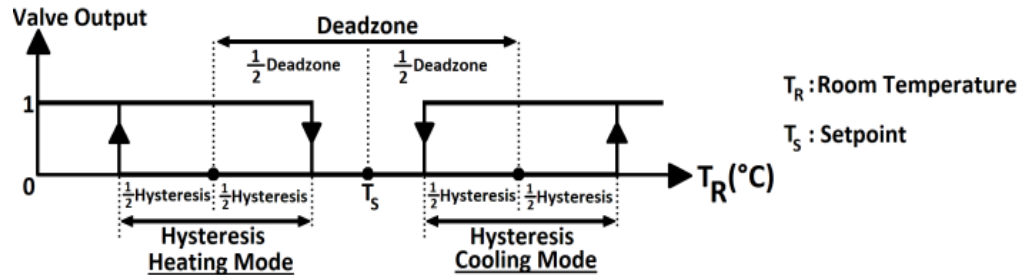 Valve Output
Deadzone
1/2 Deadzone 1/2 Deadzone
1
T_R : Room Temperature
T_S : Setpoint
0
T_R(°C)
1/2 Hysteresis 1/2 Hysteresis T_S 1/2 Hysteresis 1/2 Hysteresis
Hysteresis Hysteresis
Heating Mode Cooling Mode